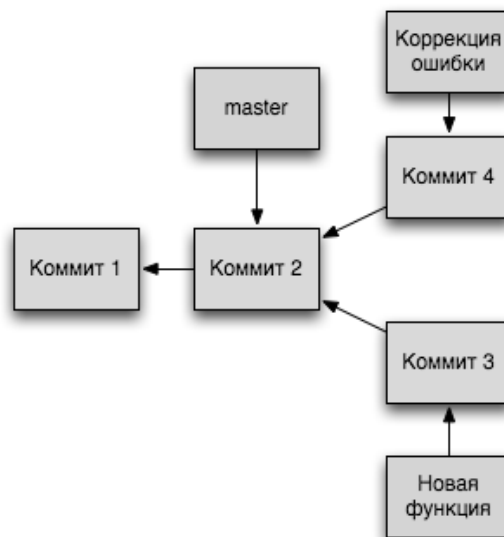 Коррекция
ошибки
master
Коммит 4
Коммит 1
Коммит 2
Коммит 3
Новая
функция